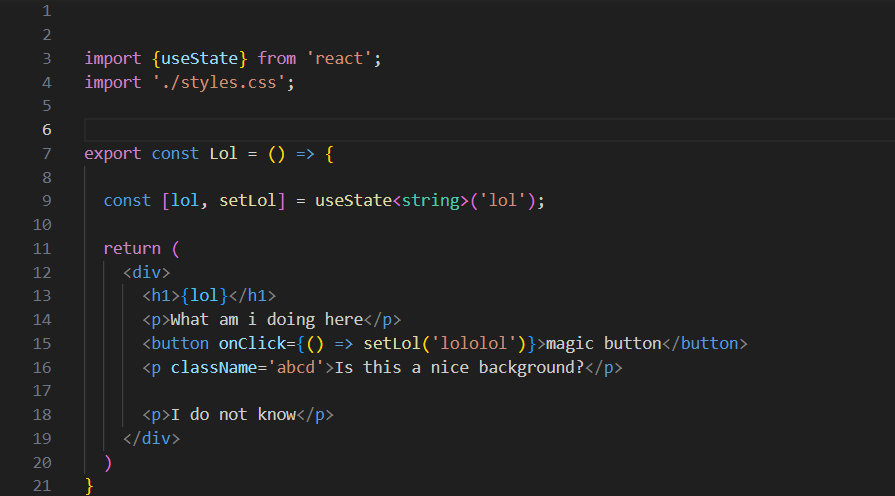 1
2
3 import {useState} from 'react';
4 import './styles.css';
5
6
7 export const Lol = () => {
8
9   const [lol, setLol] = useState<string>('lol');
10
11   return (
12     <div>
13       <h1>{lol}</h1>
14       <p>What am i doing here</p>
15       <button onClick={() => setLol('lololol')}>magic button</button>
16       <p className='abcd'>Is this a nice background?</p>
17
18       <p>I do not know</p>
19     </div>
20   )
21 }